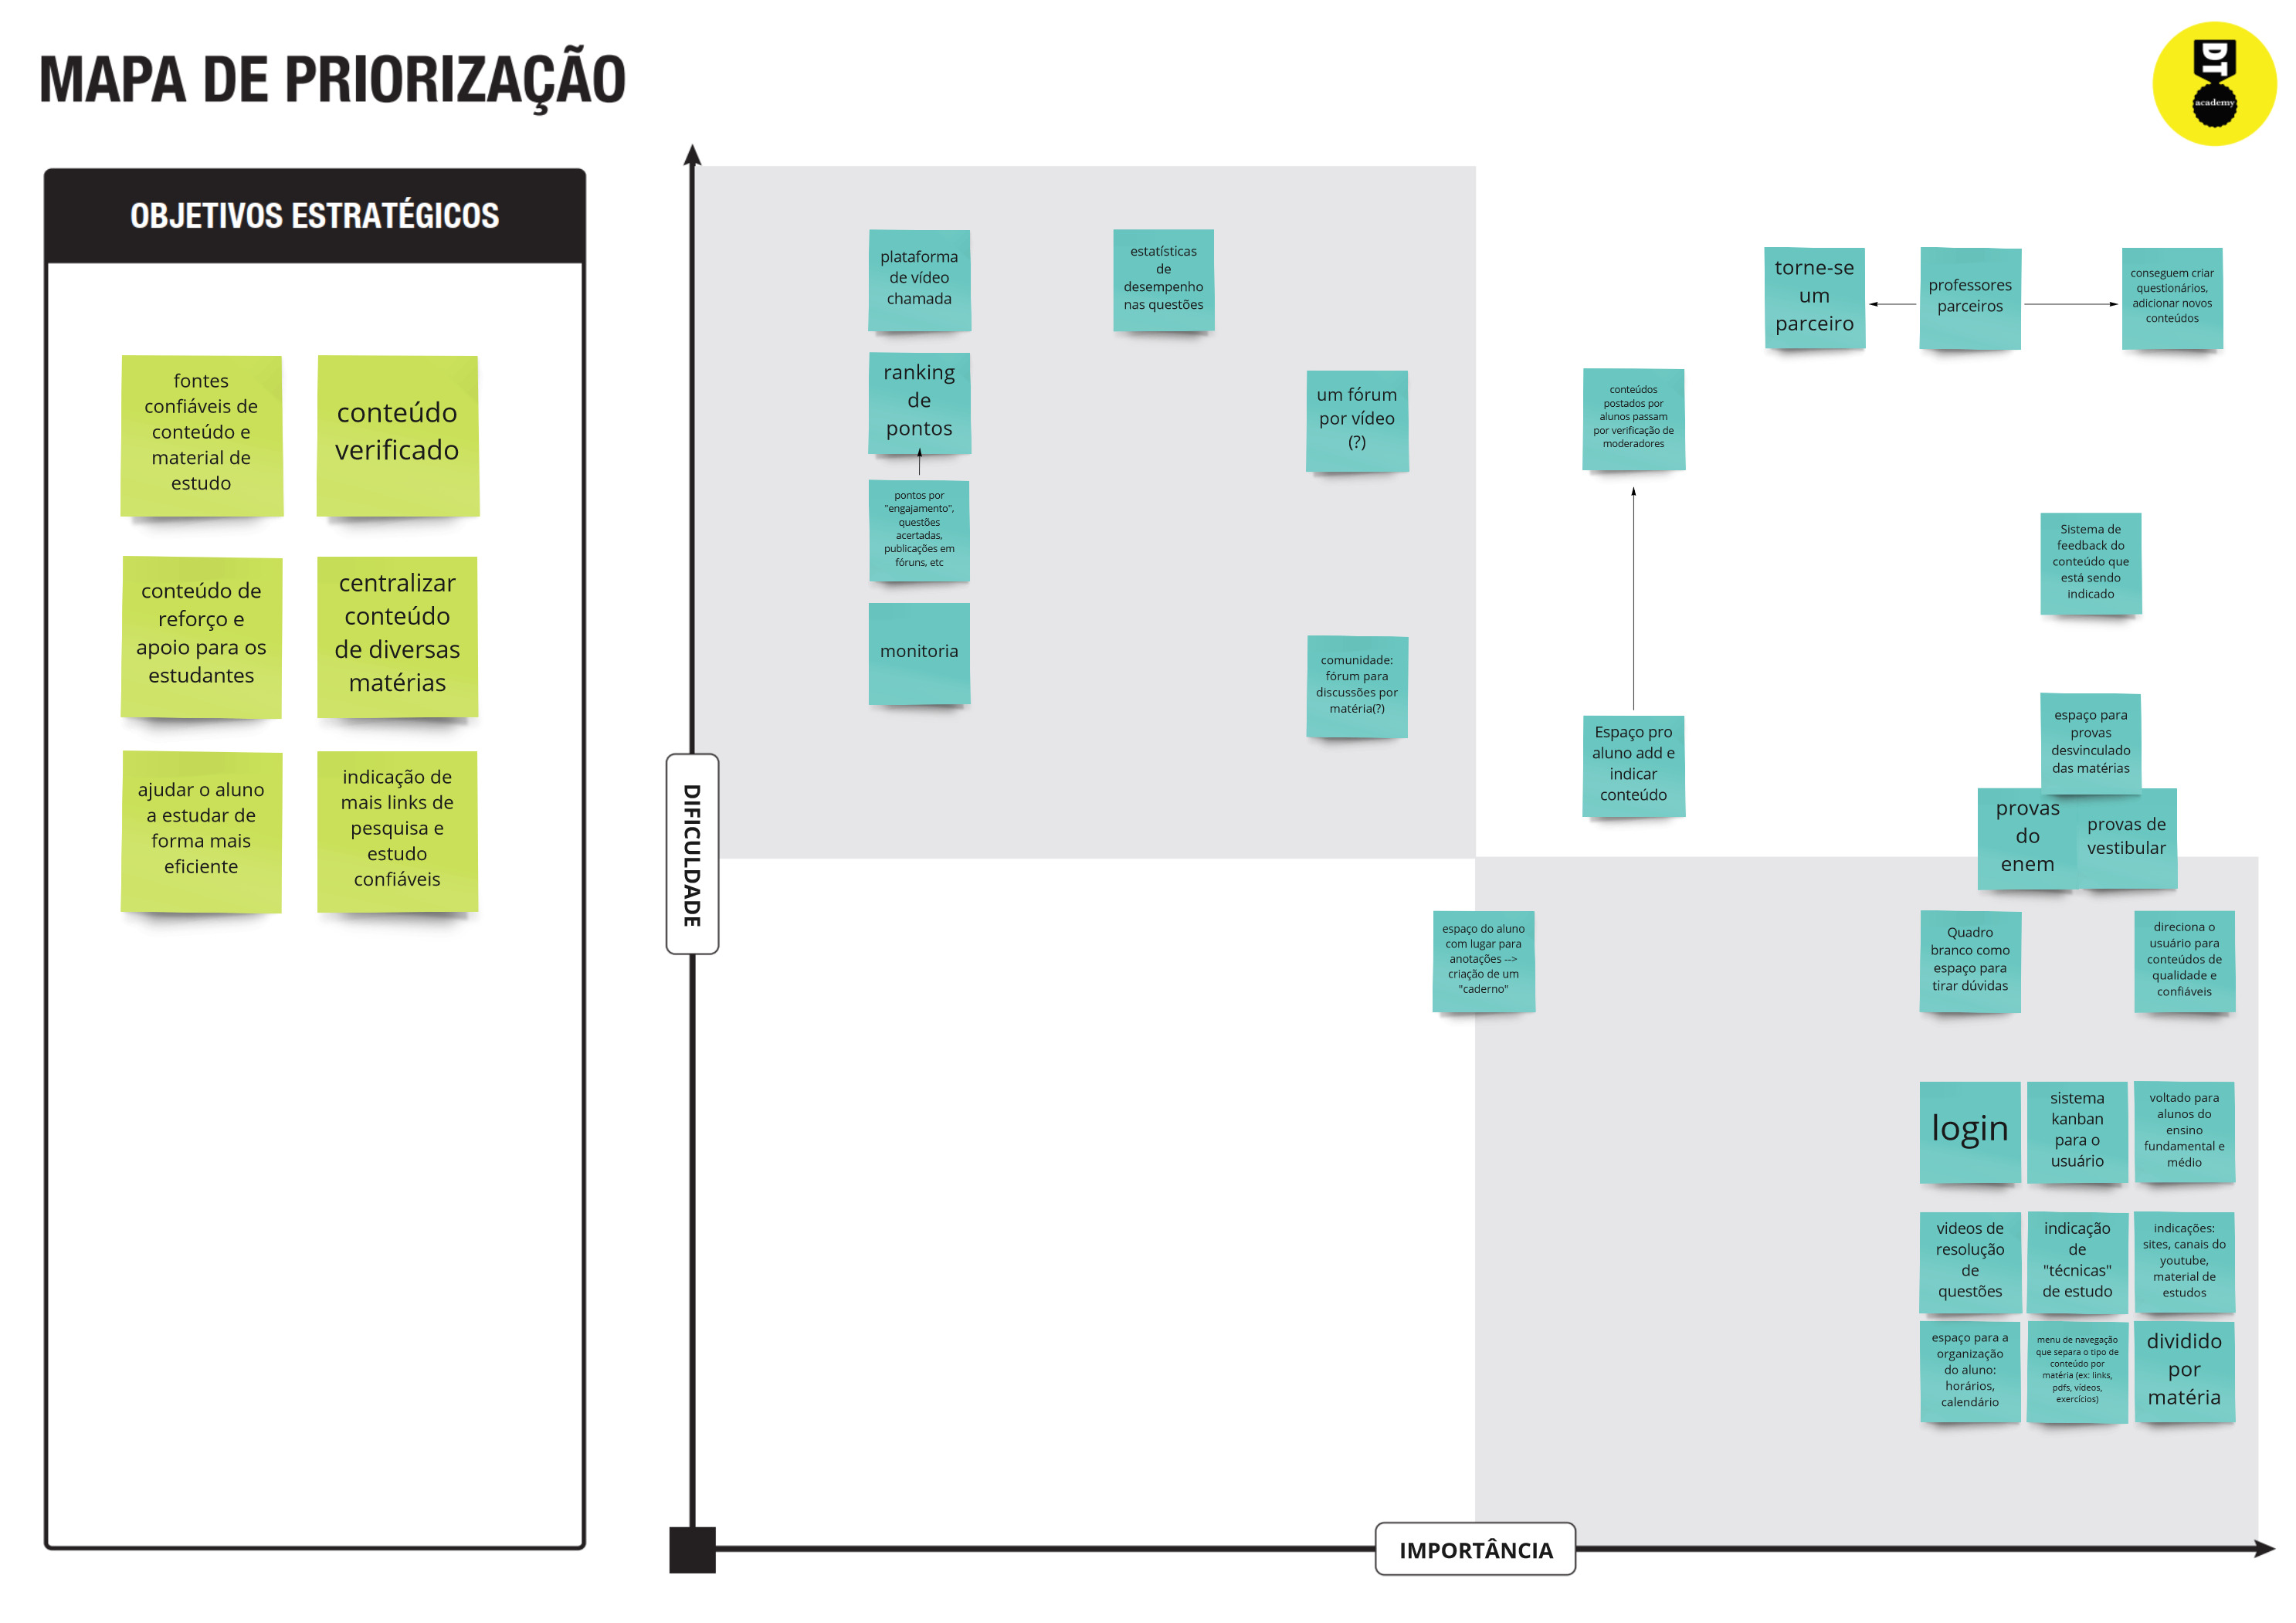 MAPA DE PRIORIZAÇÃO
DT
academy
OBJETIVOS ESTRATÉGICOS
fontes
confiáveis de
conteúdo e
material de
estudo
conteúdo
verificado
conteúdo de
reforço e
apoio para os
estudantes
centralizar
conteúdo
de diversas
matérias
ajudar o aluno
a estudar de
forma mais
eficiente
indicação de
mais links de
pesquisa e
estudo
confiáveis
DIFICULDADE
plataforma
de vídeo
chamada
estatísticas
de
desempenho
nas questões
ranking
de
pontos
um fórum
por vídeo
(?)
pontos por
"engajamento",
questões
acertadas,
publicações em
fóruns, etc
monitoria
comunidade:
fórum para
discussões por
matéria(?)
torne-se
um
parceiro
professores
parceiros
conseguem criar
questionários,
adicionar novos
conteúdos
conteúdos
postados por
alunos passam
por verificação de
moderadores
Sistema de
feedback do
conteúdo que
está sendo
indicado
Espaço pro
aluno add e
indicar
conteúdo
espaço para
provas
desvinculado
das matérias
provas
do
enem
provas de
vestibular
espaço do aluno
com lugar para
anotações -->
criação de um
"caderno"
Quadro
branco como
espaço para
tirar dúvidas
direciona o
usuário para
conteúdos de
qualidade e
confiáveis
login
sistema
kanban
para o
usuário
voltado para
alunos do
ensino
fundamental e
médio
videos de
resolução
de
questões
indicação
de
"técnicas"
de estudo
indicações:
sites, canais do
youtube,
material de
estudos
espaço para a
organização
do aluno:
horários,
calendário
menu de navegação
que separa o tipo de
conteúdo por
matéria (ex: links,
pdfs, vídeos,
exercícios)
dividido
por
matéria
IMPORTÂNCIA